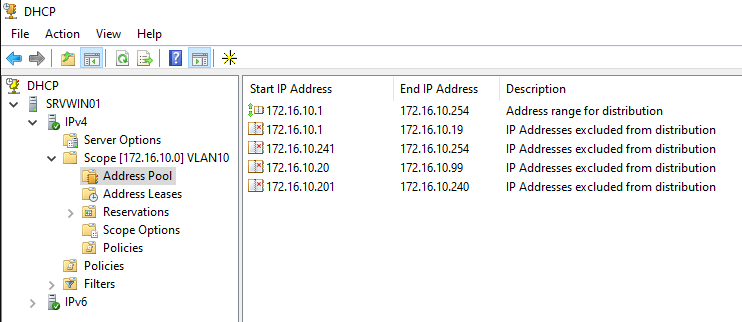 DHCP
File Action View Help
DHCP
SRVWIN01
IPv4
Server Options
Scope [172.16.10.0] VLAN10
Address Pool
Address Leases
Reservations
Scope Options
Policies
Policies
Filters
IPv6
Start IP Address End IP Address Description
172.16.10.1 172.16.10.254 Address range for distribution
172.16.10.1 172.16.10.19 IP Addresses excluded from distribution
172.16.10.241 172.16.10.254 IP Addresses excluded from distribution
172.16.10.20 172.16.10.99 IP Addresses excluded from distribution
172.16.10.201 172.16.10.240 IP Addresses excluded from distribution